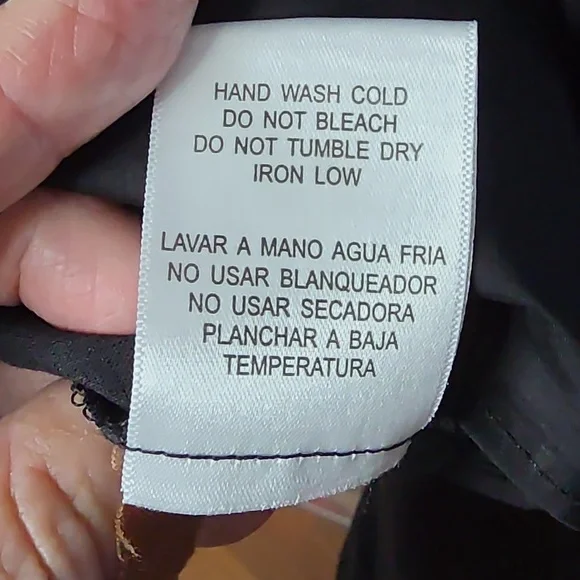 HAND WASH COLD
DO NOT BLEACH
DO NOT TUMBLE DRY
IRON LOW
LAVAR A MANO AGUA FRIA
NO USAR BLANQUEADOR
NO USAR SECADORA
PLANCHAR A BAJA
TEMPERATURA